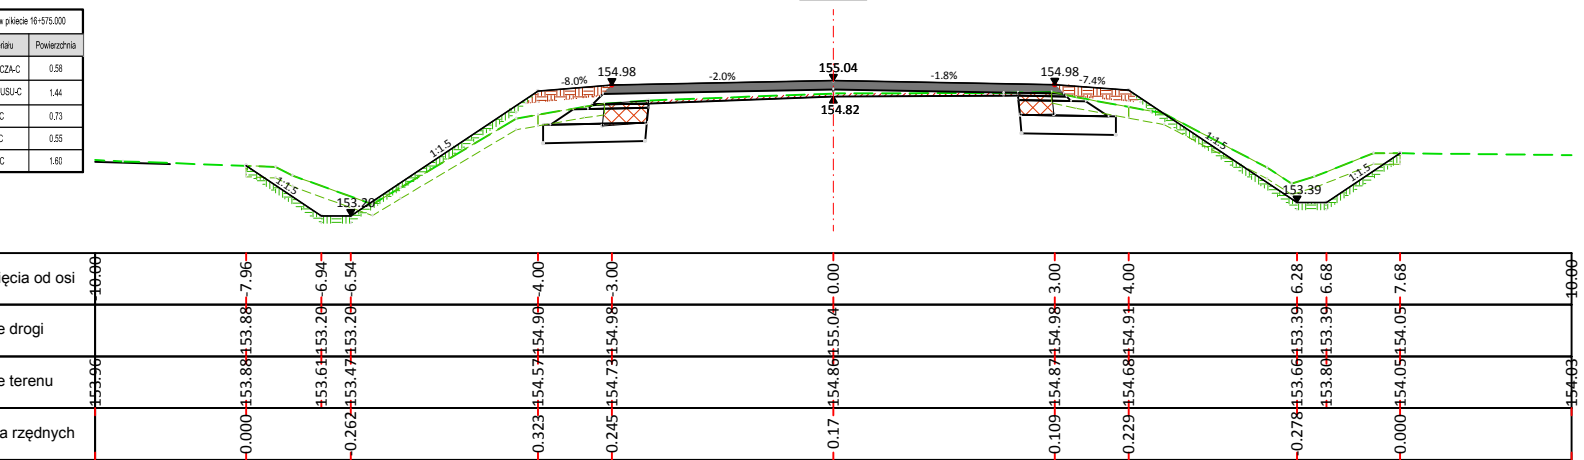 w pikiecie 16+575.000
Powierzchnia
CZA-C 0.58
USU-C 1.44
C 0.73
C 0.55
C 1.60
-8.0% 154.98 -2.0% 155.04 -1.8% 154.98 -7.4%
154.82
1:1.5 1:1.5 1:1.5 1:1.5
153.20 153.39
ięcia od osi -10.00 -7.96 -6.94 -6.54 -4.00 -3.00 0.00 3.00 4.00 6.28 6.68 7.68 10.00
e drogi 153.88 153.20 153.20 154.90 154.98 155.04 154.98 154.91 153.39 153.39 154.05
e terenu 153.96 153.88 153.61 153.47 154.57 154.73 154.86 154.87 154.68 153.66 153.80 154.05 154.03
a rzędnych 0.000 -0.262 0.323 0.245 0.17 0.109 0.229 -0.278 0.000